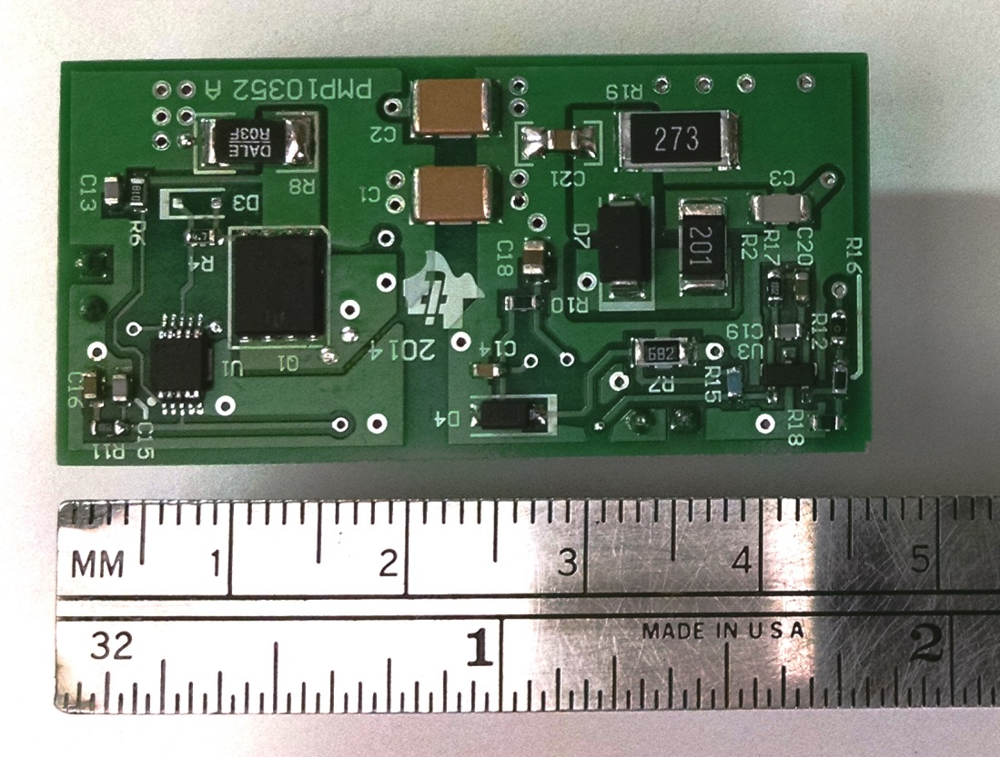 PMP10352 A
R19
273
C2
DALE
R03F
C21
C13
R8
D3
C1
C3
R6
R4
D7
201
R2
R17
C20
R16
C18
R10
2014
C14
C19
U3
R12
U1
Q1
682
R7
R15
C16
D4
R18
R11
C15
MM 1 2 3 4 5
MADE IN USA
32 1 2